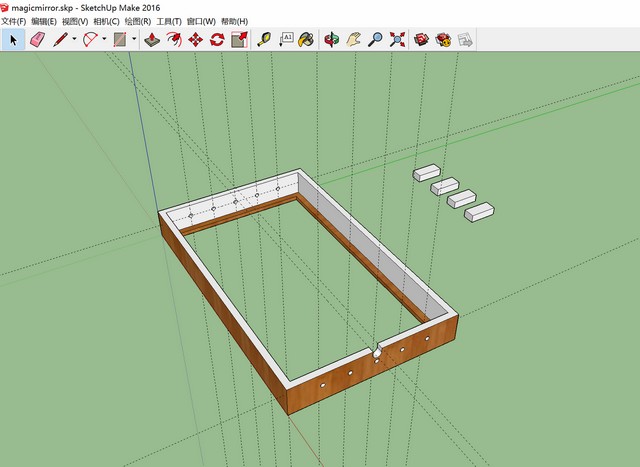 magicmirror.skp - SketchUp Make 2016
文件(F) 编辑(E) 视图(V) 相机(C) 绘图(R) 工具(T) 窗口(W) 帮助(H)
A1